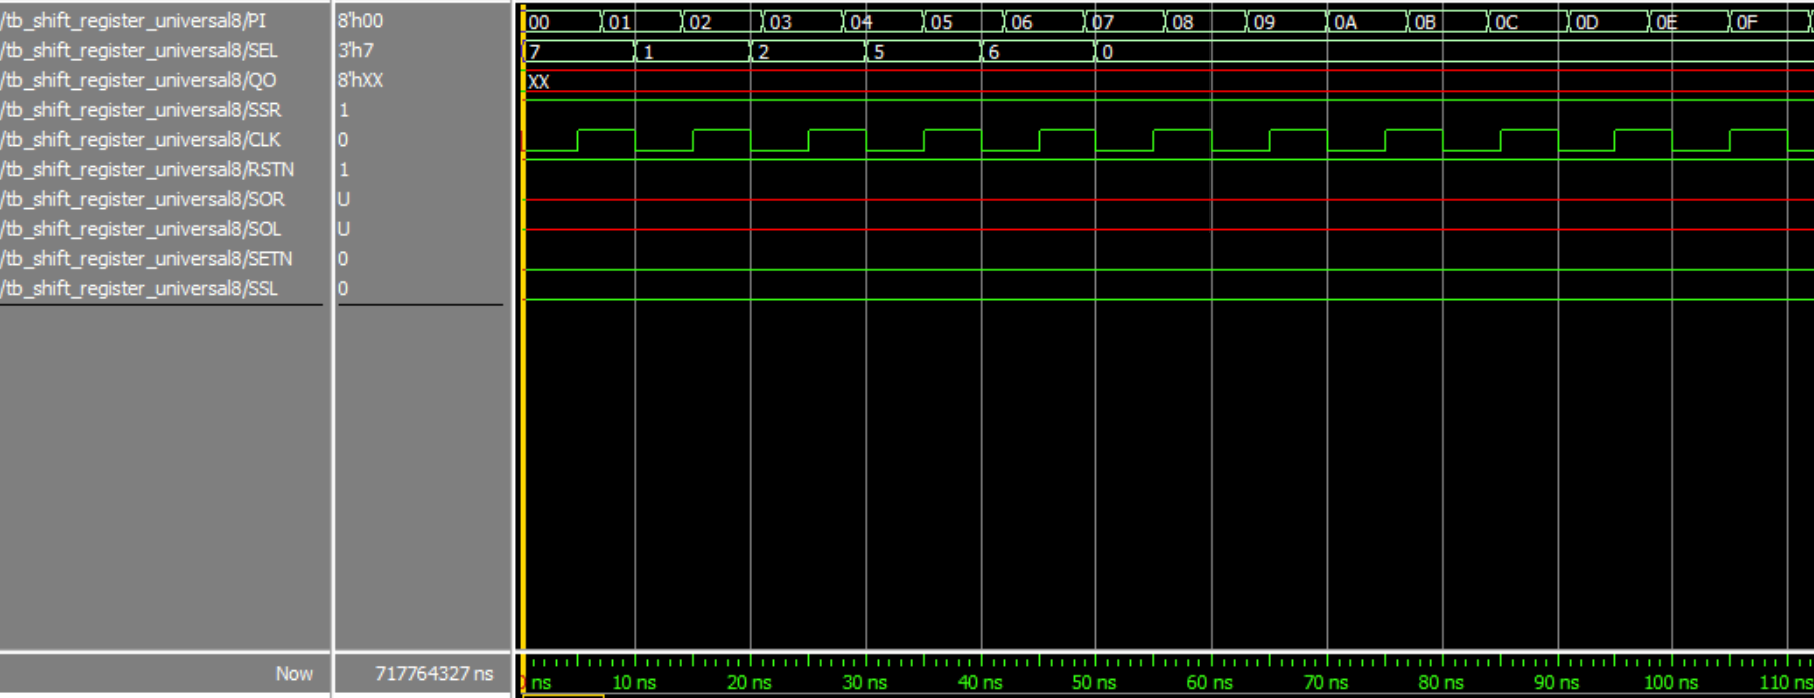 /tb_shift_register_universal8/PI 8'h00 00 01 02 03 04 05 06 07 08 09 0A 0B 0C 0D 0E 0F
/tb_shift_register_universal8/SEL 3'h7 7 1 2 5 6 0
/tb_shift_register_universal8/QO 8'hXX XX
/tb_shift_register_universal8/SSR 1
/tb_shift_register_universal8/CLK 0
/tb_shift_register_universal8/RSTN 1
/tb_shift_register_universal8/SOR U
/tb_shift_register_universal8/SOL U
/tb_shift_register_universal8/SETN 0
/tb_shift_register_universal8/SSL 0
Now 717764327 ns ns 10 ns 20 ns 30 ns 40 ns 50 ns 60 ns 70 ns 80 ns 90 ns 100 ns 110 ns